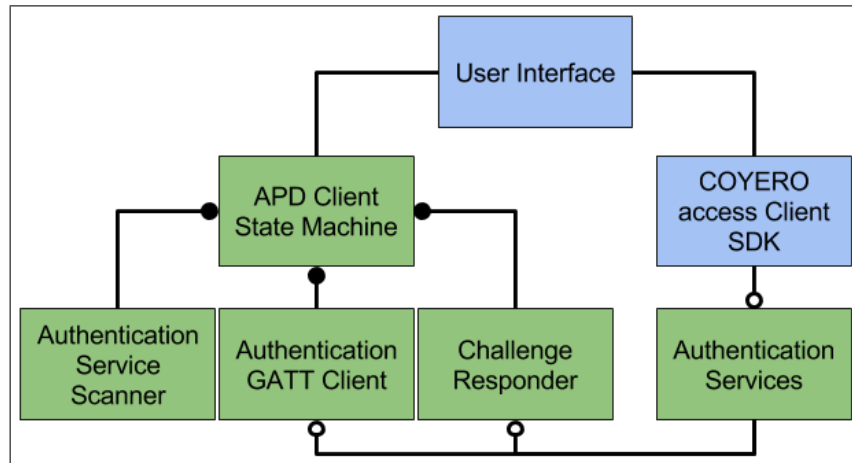 User Interface
APD Client
State Machine
COYERO
access Client
SDK
Authentication
Service
Scanner
Authentication
GATT Client
Challenge
Responder
Authentication
Services